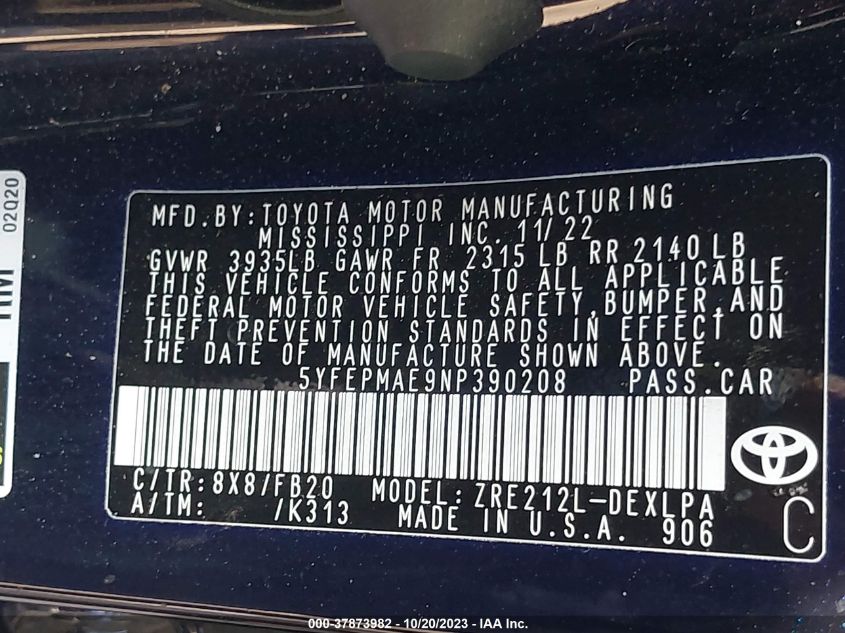 02Q20
MFD.BY:TOYOTA MOTOR MANUFACTURING
MISSISSIPPI INC. 11/22
GVWR 3935LB GAWR FR 2315 LB RR 2140 LB
THIS VEHICLE CONFORMS TO ALL APPLICABLE
FEDERAL MOTOR VEHICLE SAFETY,BUMPER,AND
THEFT PREVENTION STANDARDS IN EFFECT ON
THE DATE OF MANUFACTURE SHOWN ABOVE.
5YFEPMAE9NP390208 PASS.CAR
C/TR:8X8/FB20 MODEL:ZRE212L-DEXLPA
A/TM: /K313 MADE IN U.S.A. 906
C
000-37873982 - 10/20/2023 - IAA Inc.